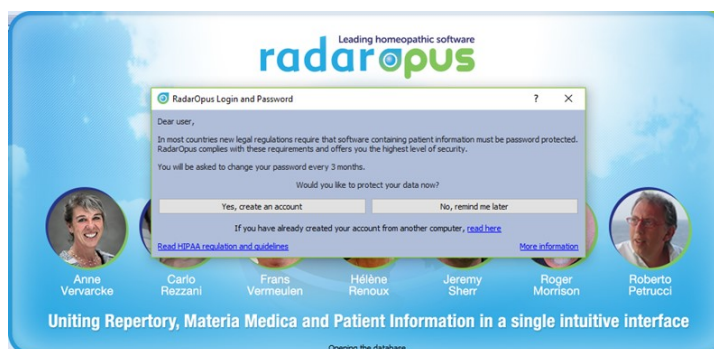 Leading homeopathic software
radaropus
RadarOpus Login and Password
? X
Dear user,
In most countries new legal regulations require that software containing patient information must be password protected.
RadarOpus complies with these requirements and offers you the highest level of security.
You will be asked to change your password every 3 months.
Would you like to protect your data now?
Yes, create an account
No, remind me later
If you have already created your account from another computer, read here
Read HIPAA regulation and guidelines
More information
Anne
Vervarcke
Carlo
Rezzani
Frans
Vermeulen
Hélène
Renoux
Jeremy
Sherr
Roger
Morrison
Roberto
Petrucci
Uniting Repertory, Materia Medica and Patient Information in a single intuitive interface
Opening the database